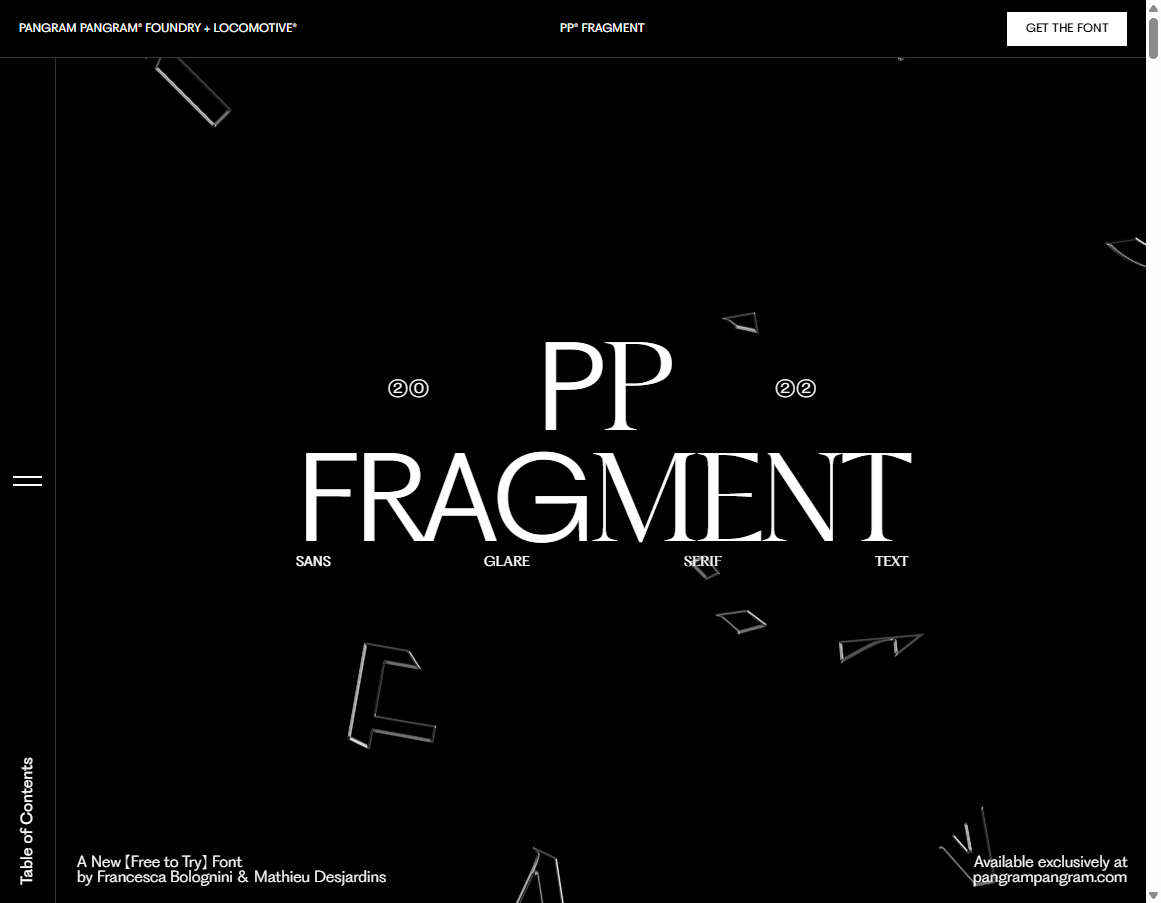 PANGRAM PANGRAM® FOUNDRY + LOCOMOTIVE®
PP® FRAGMENT
GET THE FONT
PP
②⓪
②②
FRAGMENT
SANS
GLARE
SERIF
TEXT
Table of Contents
A New【Free to Try】Font
by Francesca Bolognini & Mathieu Desjardins
Available exclusively at
pangrampangram.com